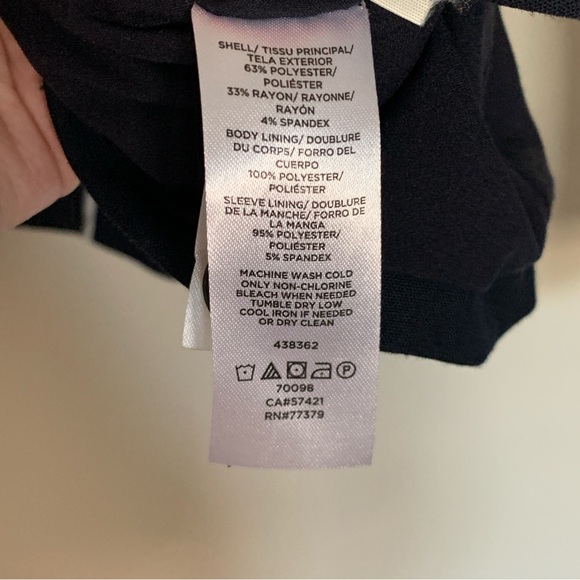 SHELL/ TISSU PRINCIPAL/
TELA EXTERIOR
63% POLYESTER/
POLIÉSTER
33% RAYON/ RAYONNE/
RAYÓN
4% SPANDEX
BODY LINING/ DOUBLURE
DU CORPS/ FORRO DEL
CUERPO
100% POLYESTER/
POLIÉSTER
SLEEVE LINING/ DOUBLURE
DE LA MANCHE/ FORRO DE
LA MANGA
95% POLYESTER/
POLIÉSTER
5% SPANDEX
MACHINE WASH COLD
ONLY NON-CHLORINE
BLEACH WHEN NEEDED
TUMBLE DRY LOW
COOL IRON IF NEEDED
OR DRY CLEAN
438362
P
70098
CA#57421
RN#77379